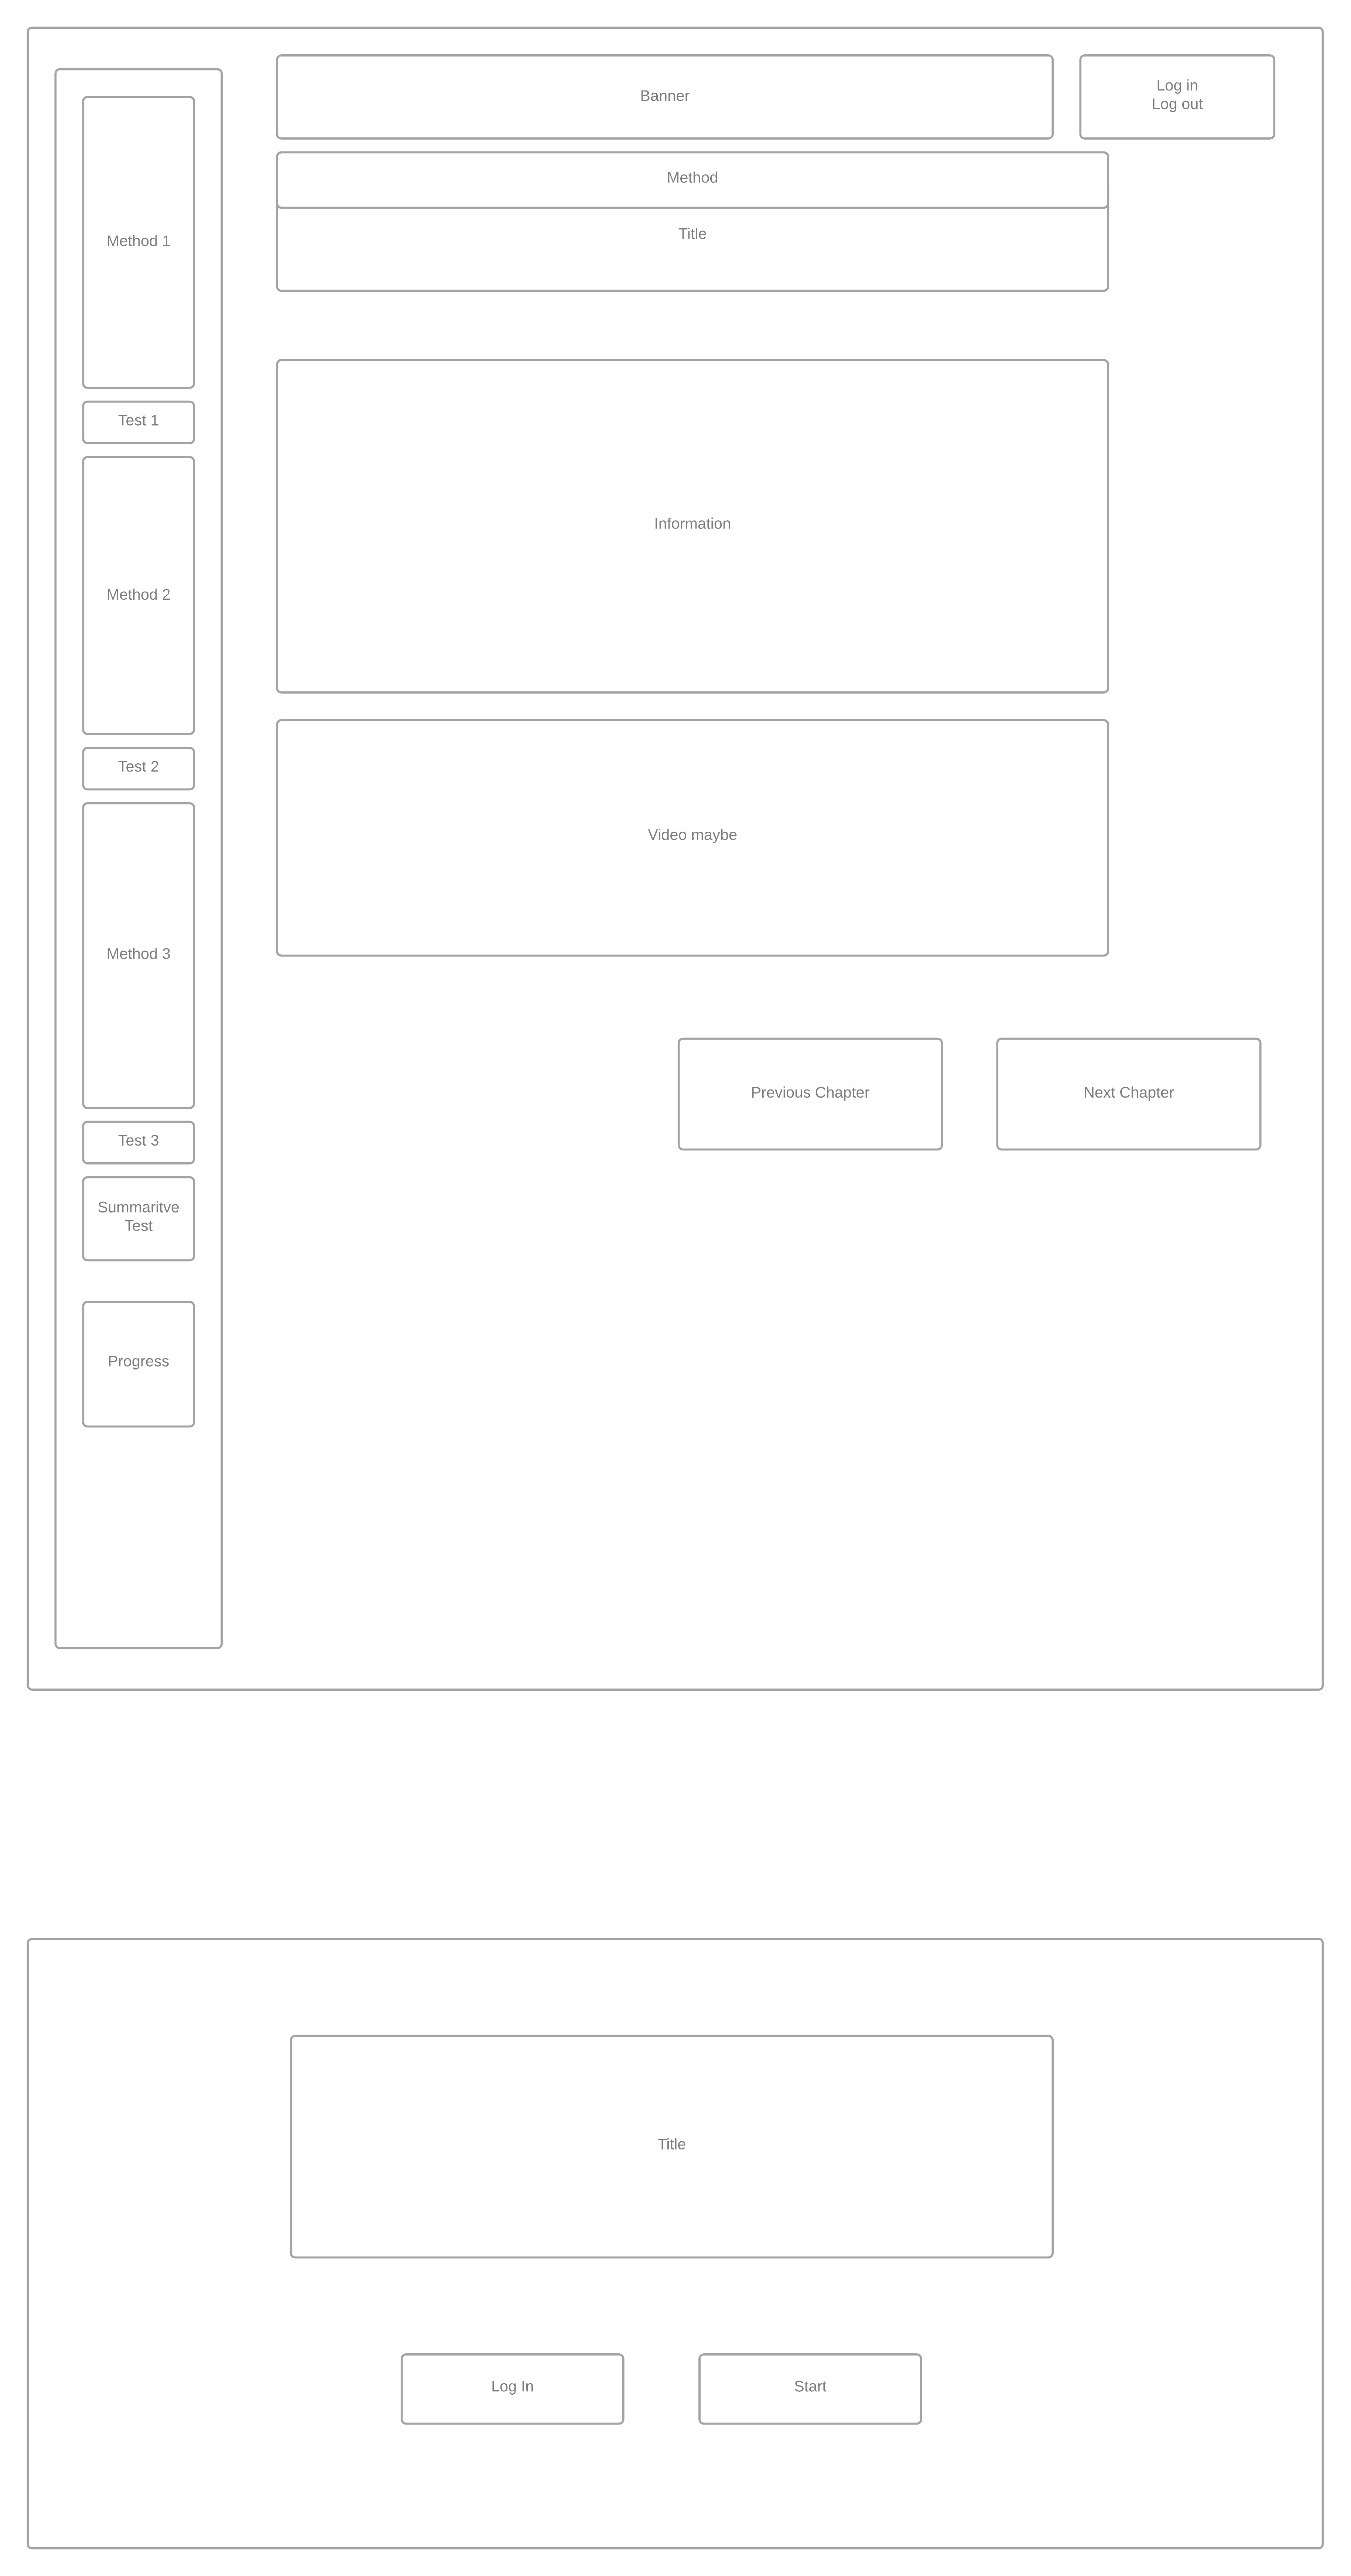 Banner
Log in
Log out
Method
Title
Method 1
Test 1
Information
Method 2
Test 2
Video maybe
Method 3
Previous Chapter
Next Chapter
Test 3
Summaritve
Test
Progress
Title
Log In
Start